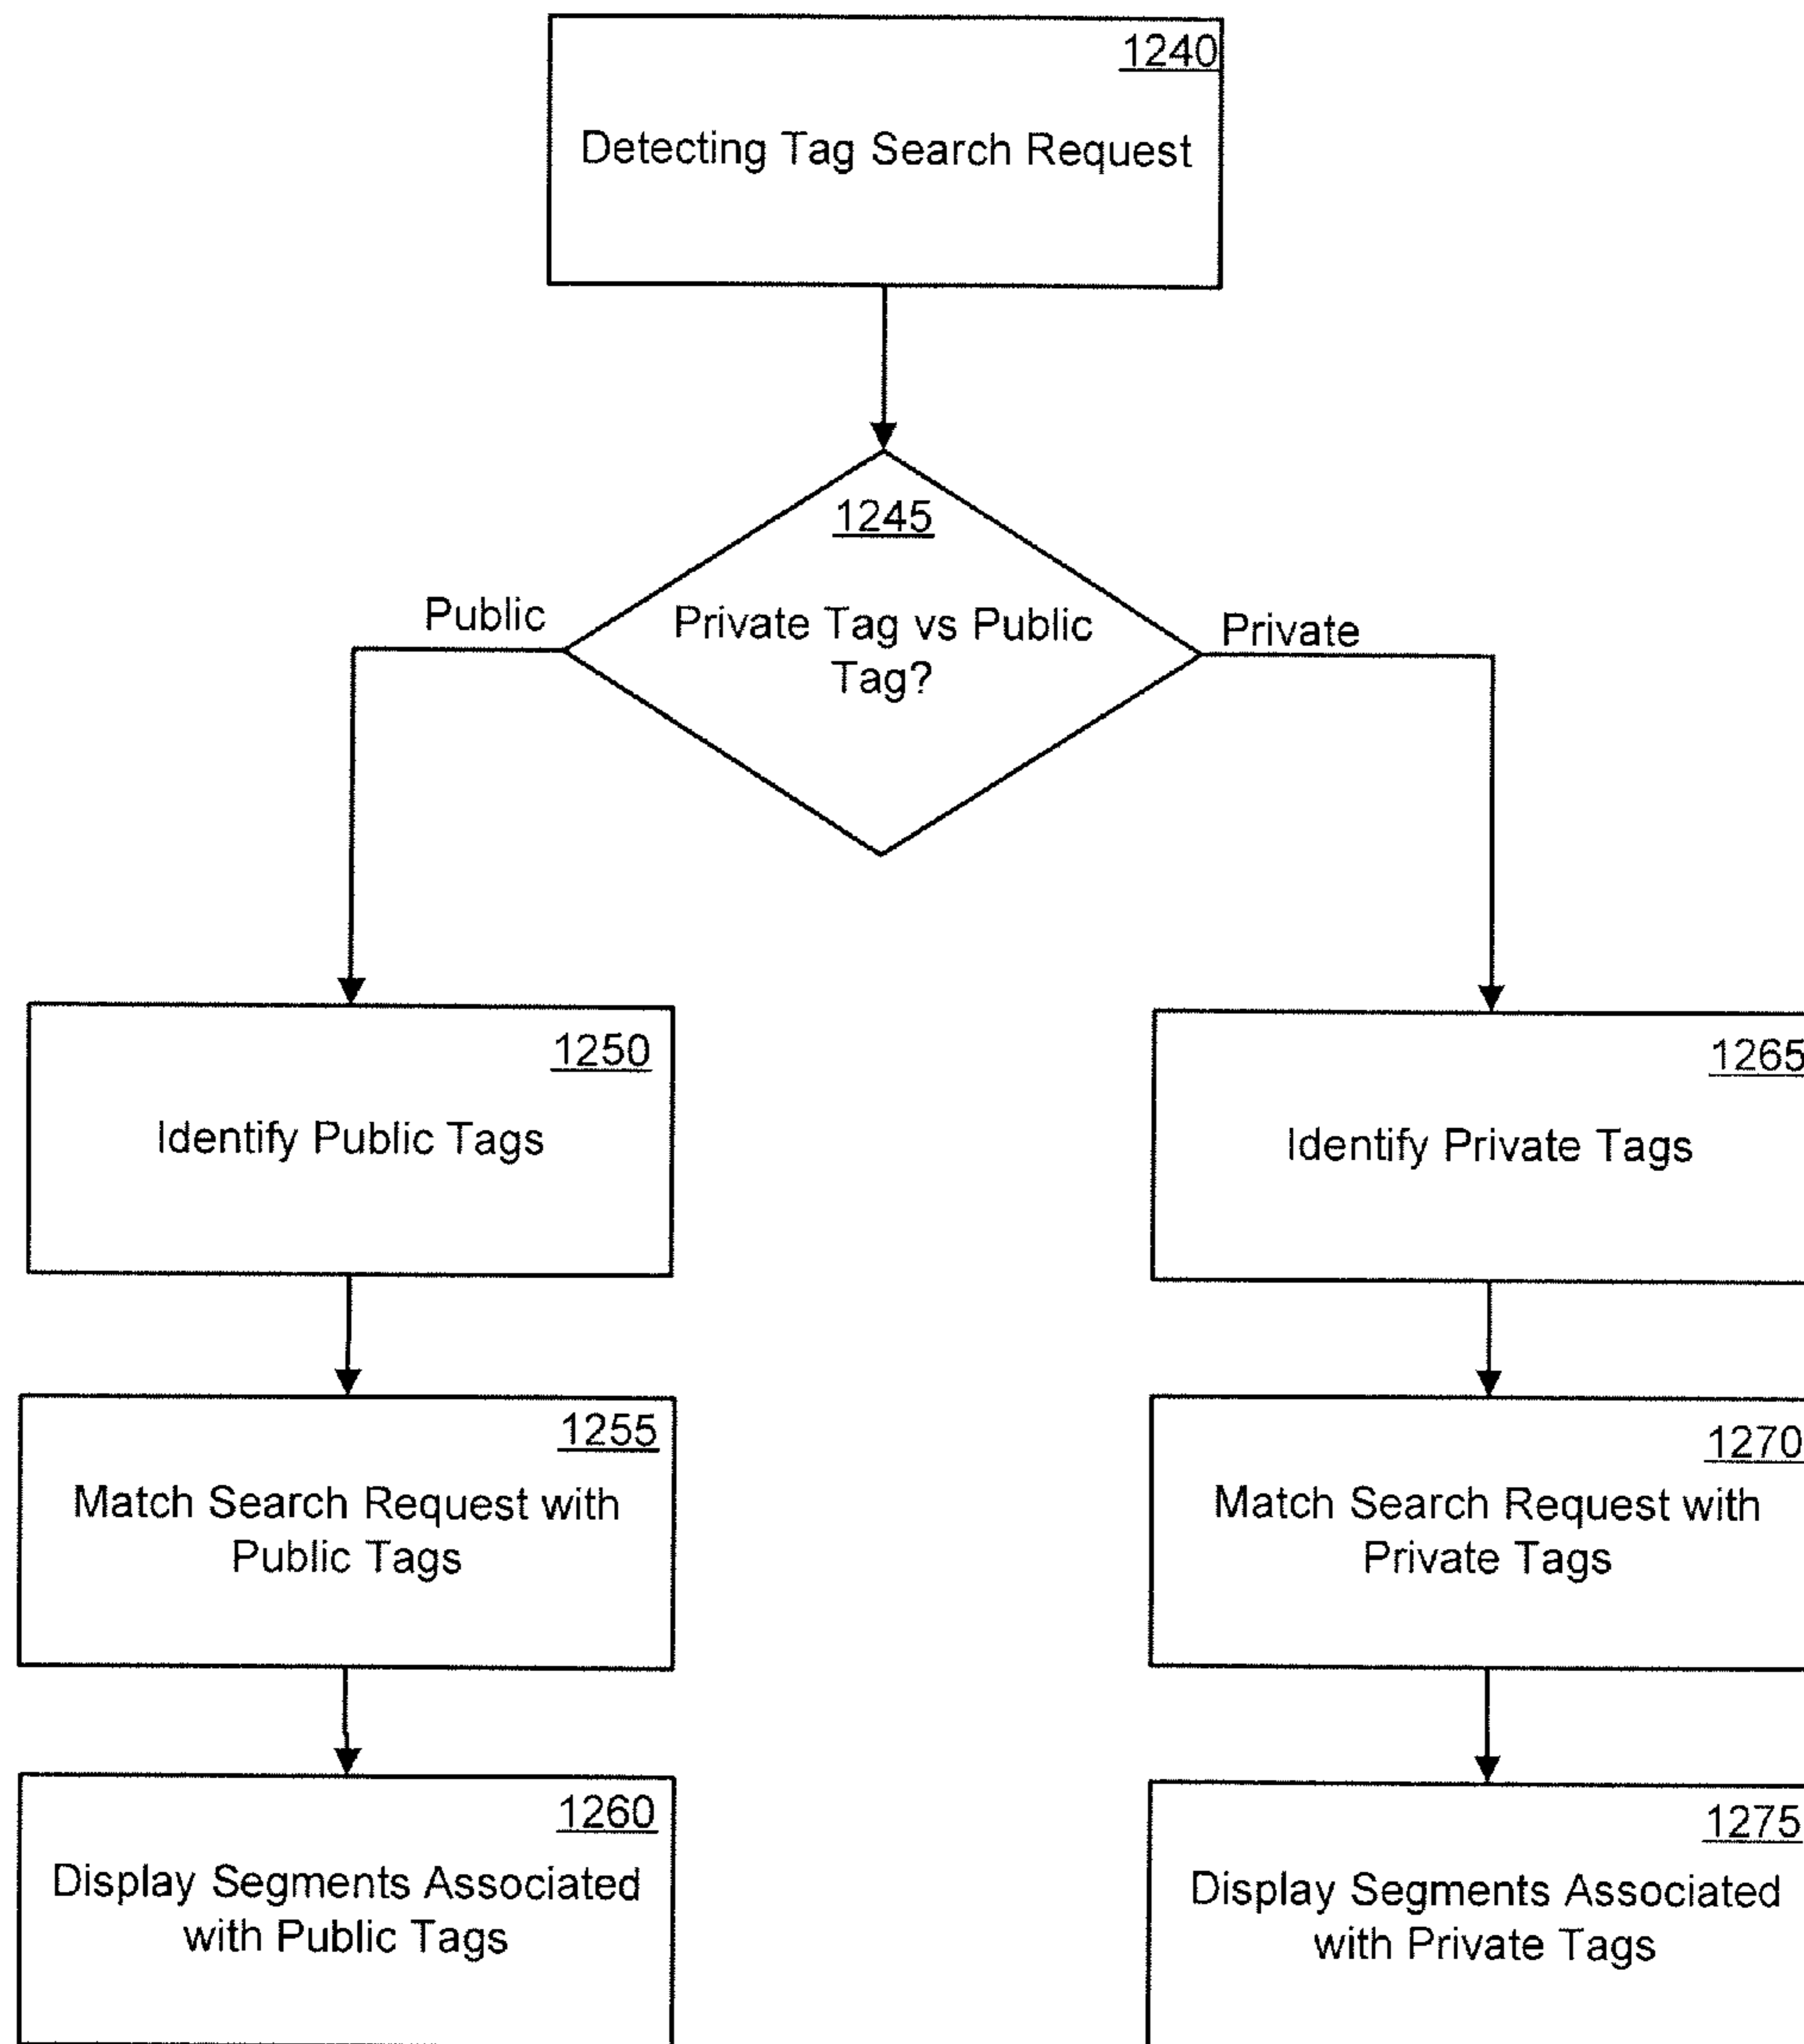 1240
Detecting Tag Search Request
1245
Public
Private Tag vs Public
Tag?
Private
1250
Identify Public Tags
1265
Identify Private Tags
1255
Match Search Request with
Public Tags
1270
Match Search Request with
Private Tags
1260
Display Segments Associated
with Public Tags
1275
Display Segments Associated
with Private Tags